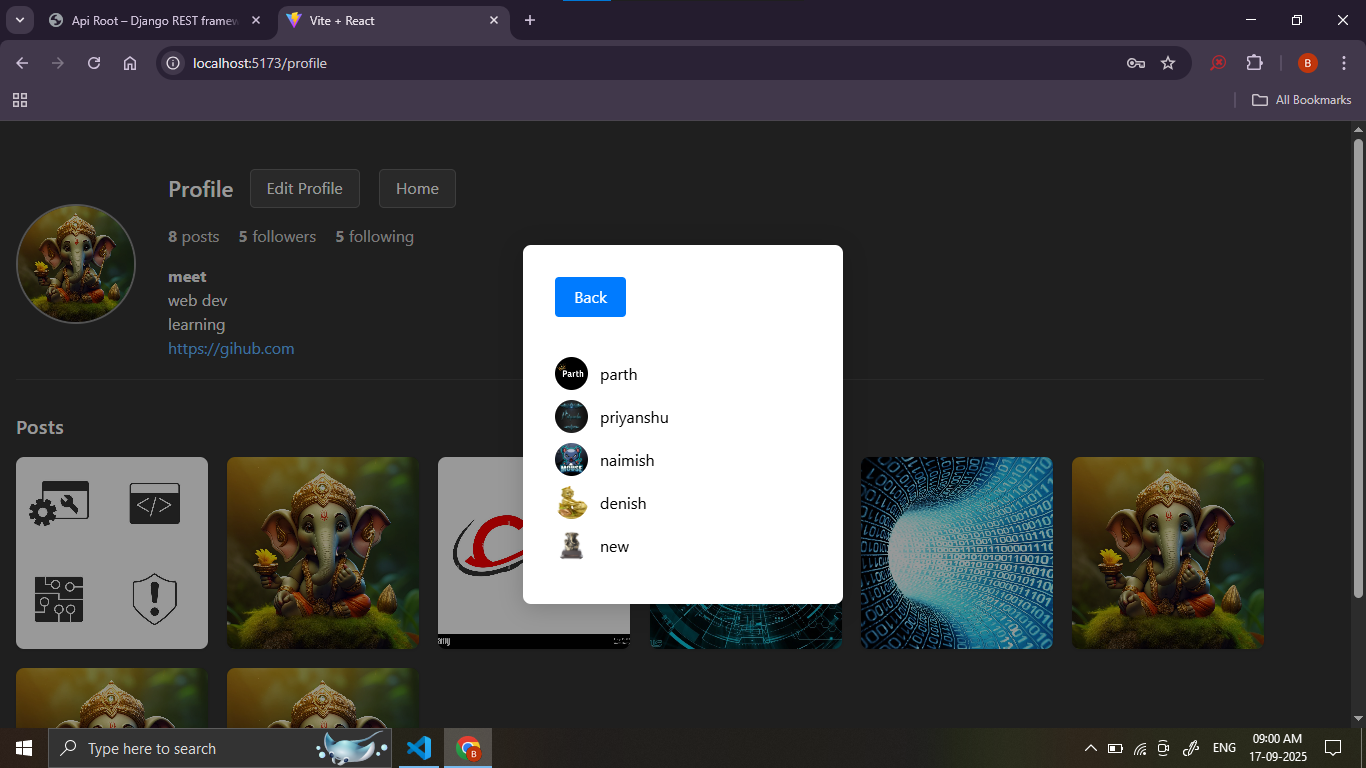 Api Root – Django REST framew
Vite + React
localhost:5173/profile
B
All Bookmarks
Profile
Edit Profile
Home
8 posts 5 followers 5 following
meet
web dev
learning
https://gihub.com
Back
Parth
parth
priyanshu
MOUSE
naimish
denish
new
Posts
</>
Type here to search
B
ENG
09:00 AM
17-09-2025